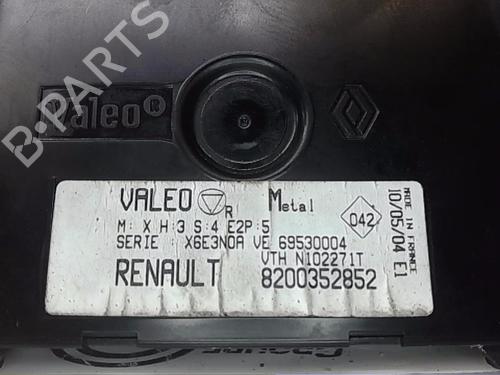 Valeo®
B-PARTS
VALEO R Metal
M: X H:3 S:4 E2P:5
SERIE : X6E3N0A VE 69530004
VTH N102271T
RENAULT 8200352852
042
MADE IN FRANCE
10/05/04 E1